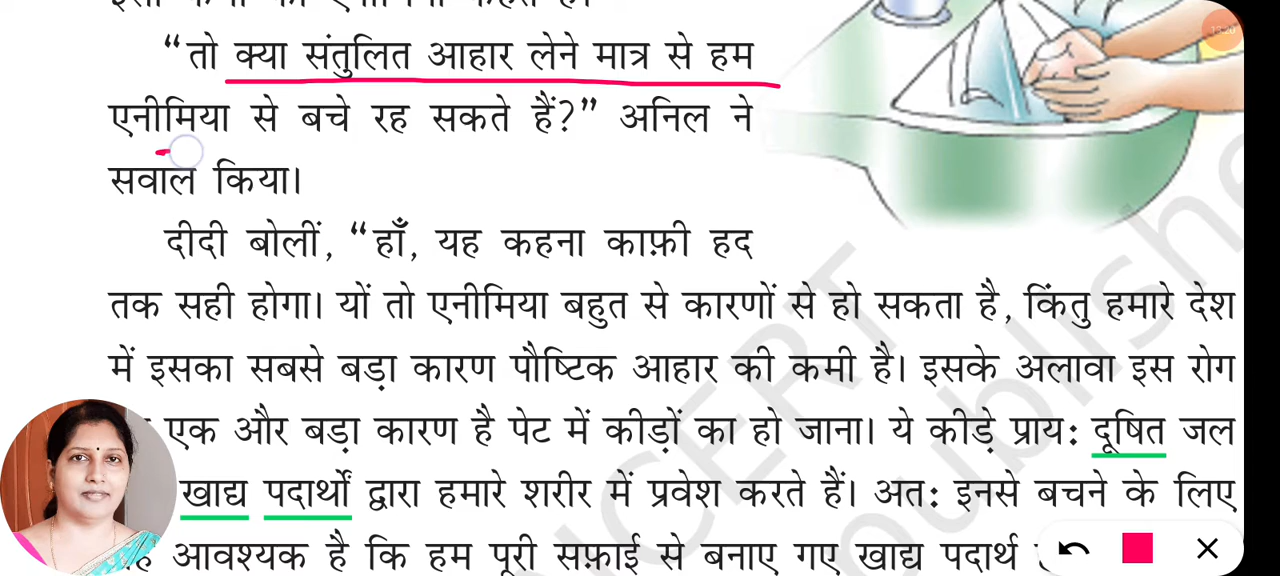 “तो क्या संतुलित आहार लेने मात्र से हम
एनीमिया से बचे रह सकते हैं?” अनिल ने
सवाल किया।
दीदी बोलीं, “हाँ, यह कहना काफ़ी हद
तक सही होगा। यों तो एनीमिया बहुत से कारणों से हो सकता है, किंतु हमारे देश
में इसका सबसे बड़ा कारण पौष्टिक आहार की कमी है। इसके अलावा इस रोग
एक और बड़ा कारण है पेट में कीड़ों का हो जाना। ये कीड़े प्राय: दूषित जल
खाद्य पदार्थों द्वारा हमारे शरीर में प्रवेश करते हैं। अत: इनसे बचने के लिए
आवश्यक है कि हम पूरी सफ़ाई से बनाए गए खाद्य पदार्थ